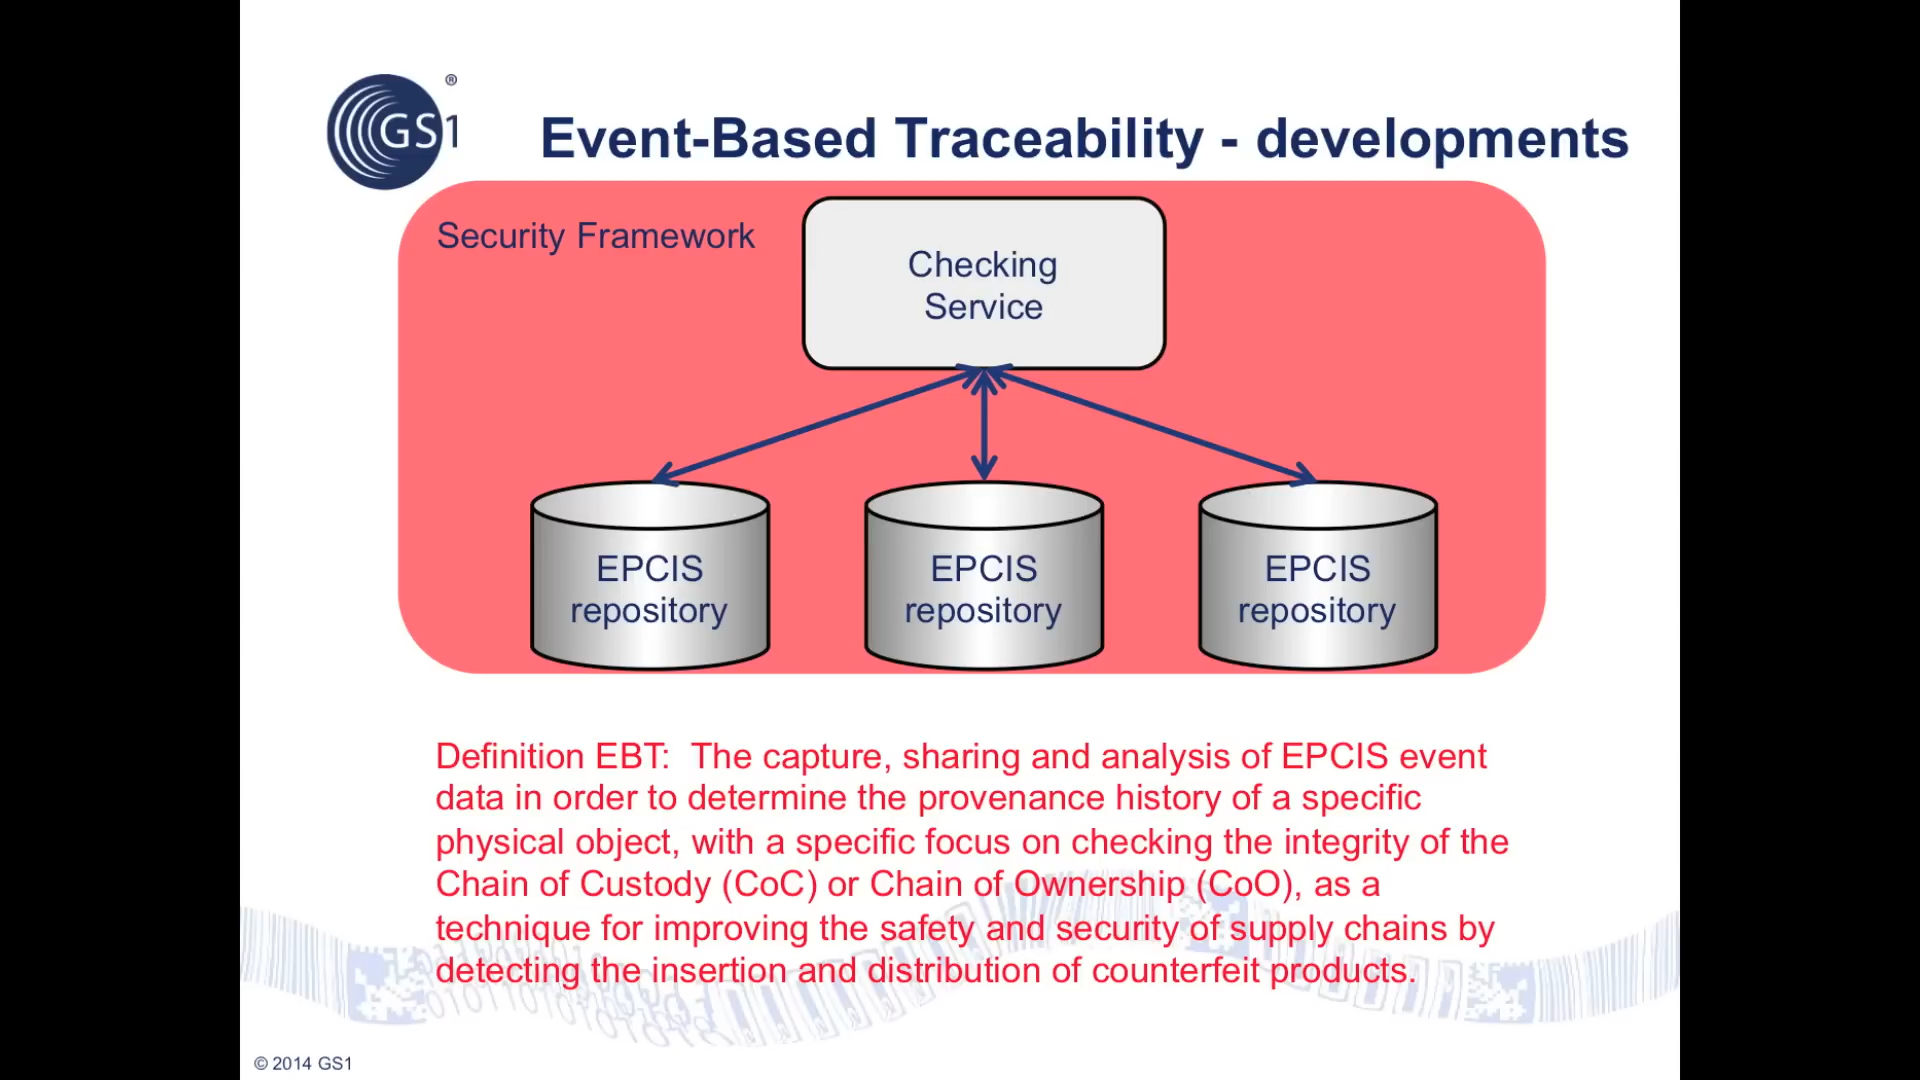 GS1®
Event-Based Traceability - developments
Security Framework
Checking
Service
EPCIS
repository
EPCIS
repository
EPCIS
repository
Definition EBT:  The capture, sharing and analysis of EPCIS event
data in order to determine the provenance history of a specific
physical object, with a specific focus on checking the integrity of the
Chain of Custody (CoC) or Chain of Ownership (CoO), as a
technique for improving the safety and security of supply chains by
detecting the insertion and distribution of counterfeit products.
© 2014 GS1